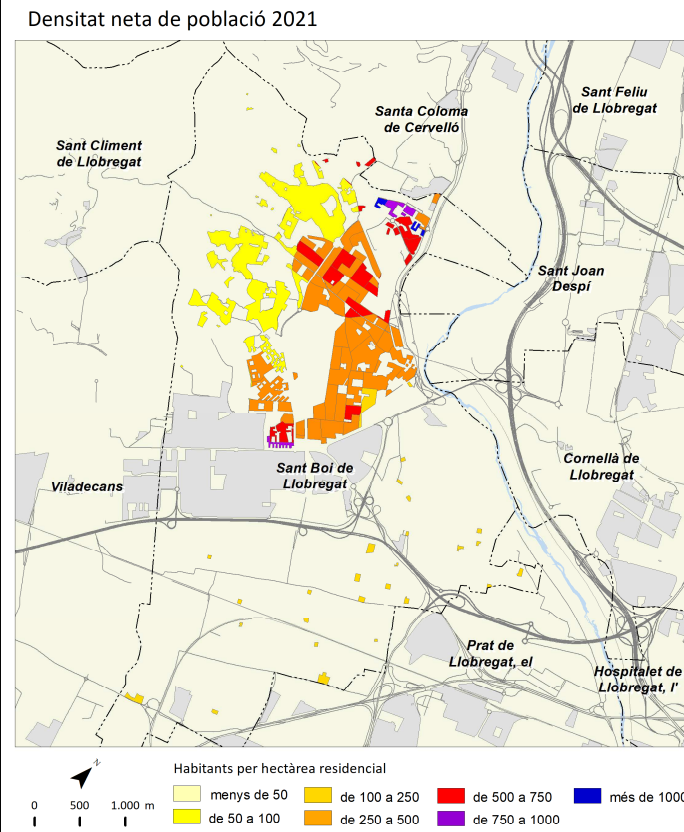 Densitat neta de població 2021
Sant Feliu
de Llobregat
Santa Coloma
de Cervelló
Sant Climent
de Llobregat
Sant Joan
Despí
Cornellà de
Llobregat
Sant Boi de
Llobregat
Viladecans
Prat de
Llobregat, el
Hospitalet de
Llobregat, l'
N
0 500 1.000 m
Habitants per hectàrea residencial
menys de 50
de 50 a 100
de 100 a 250
de 250 a 500
de 500 a 750
de 750 a 1000
més de 1000